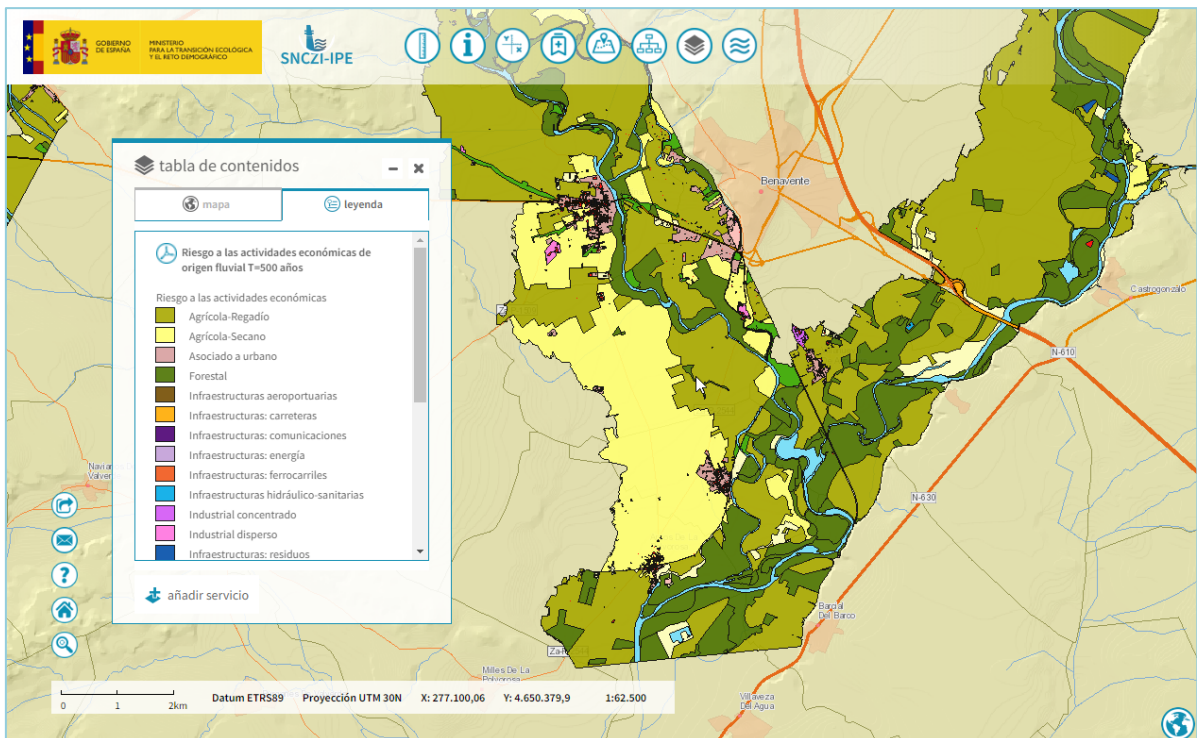 GOBIERNO
DE ESPAÑA
MINISTERIO
PARA LA TRANSICIÓN ECOLÓGICA
Y EL RETO DEMOGRÁFICO
SNCZI-IPE
tabla de contenidos
mapa
leyenda
Riesgo a las actividades económicas de
origen fluvial T=500 años
Riesgo a las actividades económicas
Agrícola-Regadío
Agrícola-Secano
Asociado a urbano
Forestal
Infraestructuras aeroportuarias
Infraestructuras: carreteras
Infraestructuras: comunicaciones
Infraestructuras: energía
Infraestructuras: ferrocarriles
Infraestructuras hidráulico-sanitarias
Industrial concentrado
Industrial disperso
Infraestructuras: residuos
añadir servicio
Benavente
Castrogonzalo
N-610
N-630
Barcial
Del Barco
Milles De La
Polvorosa
Villaveza
Del Agua
0 1 2km
Datum ETRS89 Proyección UTM 30N X: 277.100,06 Y: 4.650.379,9 1:62.500